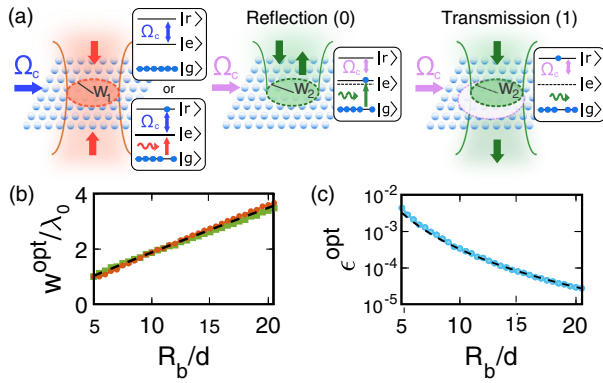 (a)
|r⟩
Ω_c
|e⟩
|g⟩
or
|r⟩
Ω_c
|e⟩
|g⟩
Ω_c
W_1
Reflection (0)
Ω_c
W_2
|r⟩
Ω_c
|e⟩
|g⟩
Transmission (1)
Ω_c
W_2
|r⟩
Ω_c
|e⟩
|g⟩
(b)
w^opt/λ_0
4
2
0
5 10 15 20
R_b/d
(c)
ϵ^opt
10^-2
10^-3
10^-4
10^-5
5 10 15 20
R_b/d